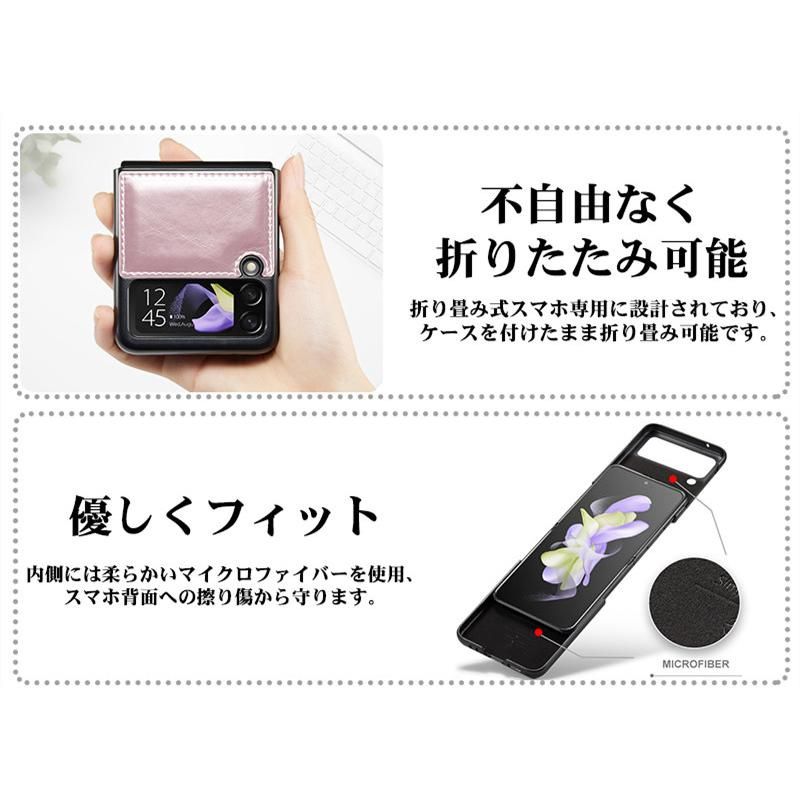 不自由なく
折りたたみ可能
折り畳み式スマホ専用に設計されており、
ケースを付けたまま折り畳み可能です。
12
45
100%
Wed,Augu
優しくフィット
内側には柔らかいマイクロファイバーを使用、
スマホ背面への擦り傷から守ります。
MICROFIBER